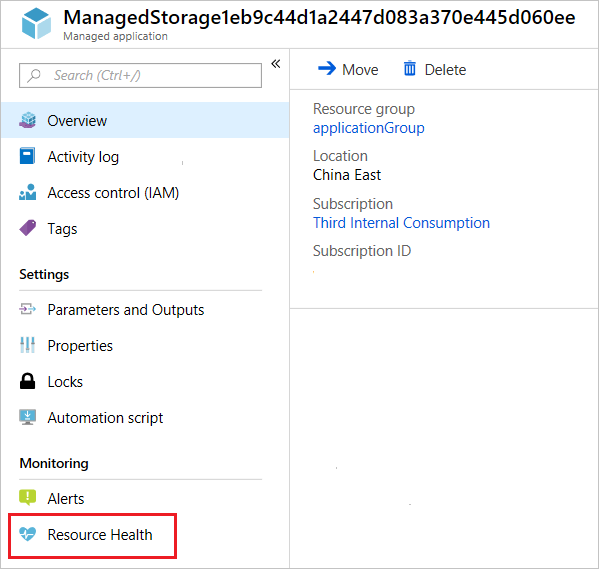 ManagedStorage1eb9c44d1a2447d083a370e445d060ee
Managed application
Search (Ctrl+/)
«
Overview
Activity log
Access control (IAM)
Tags
Settings
Parameters and Outputs
Properties
Locks
Automation script
Monitoring
Alerts
Resource Health
Move
Delete
Resource group
applicationGroup
Location
China East
Subscription
Third Internal Consumption
Subscription ID